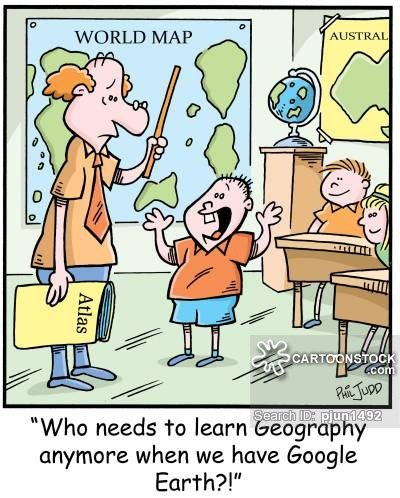 WORLD MAP
AUSTRAL
Atlas
CARTOONSTOCK
.com
PHIL JUDD
Search ID: pjun1492
"Who needs to learn Geography
anymore when we have Google
Earth?!"